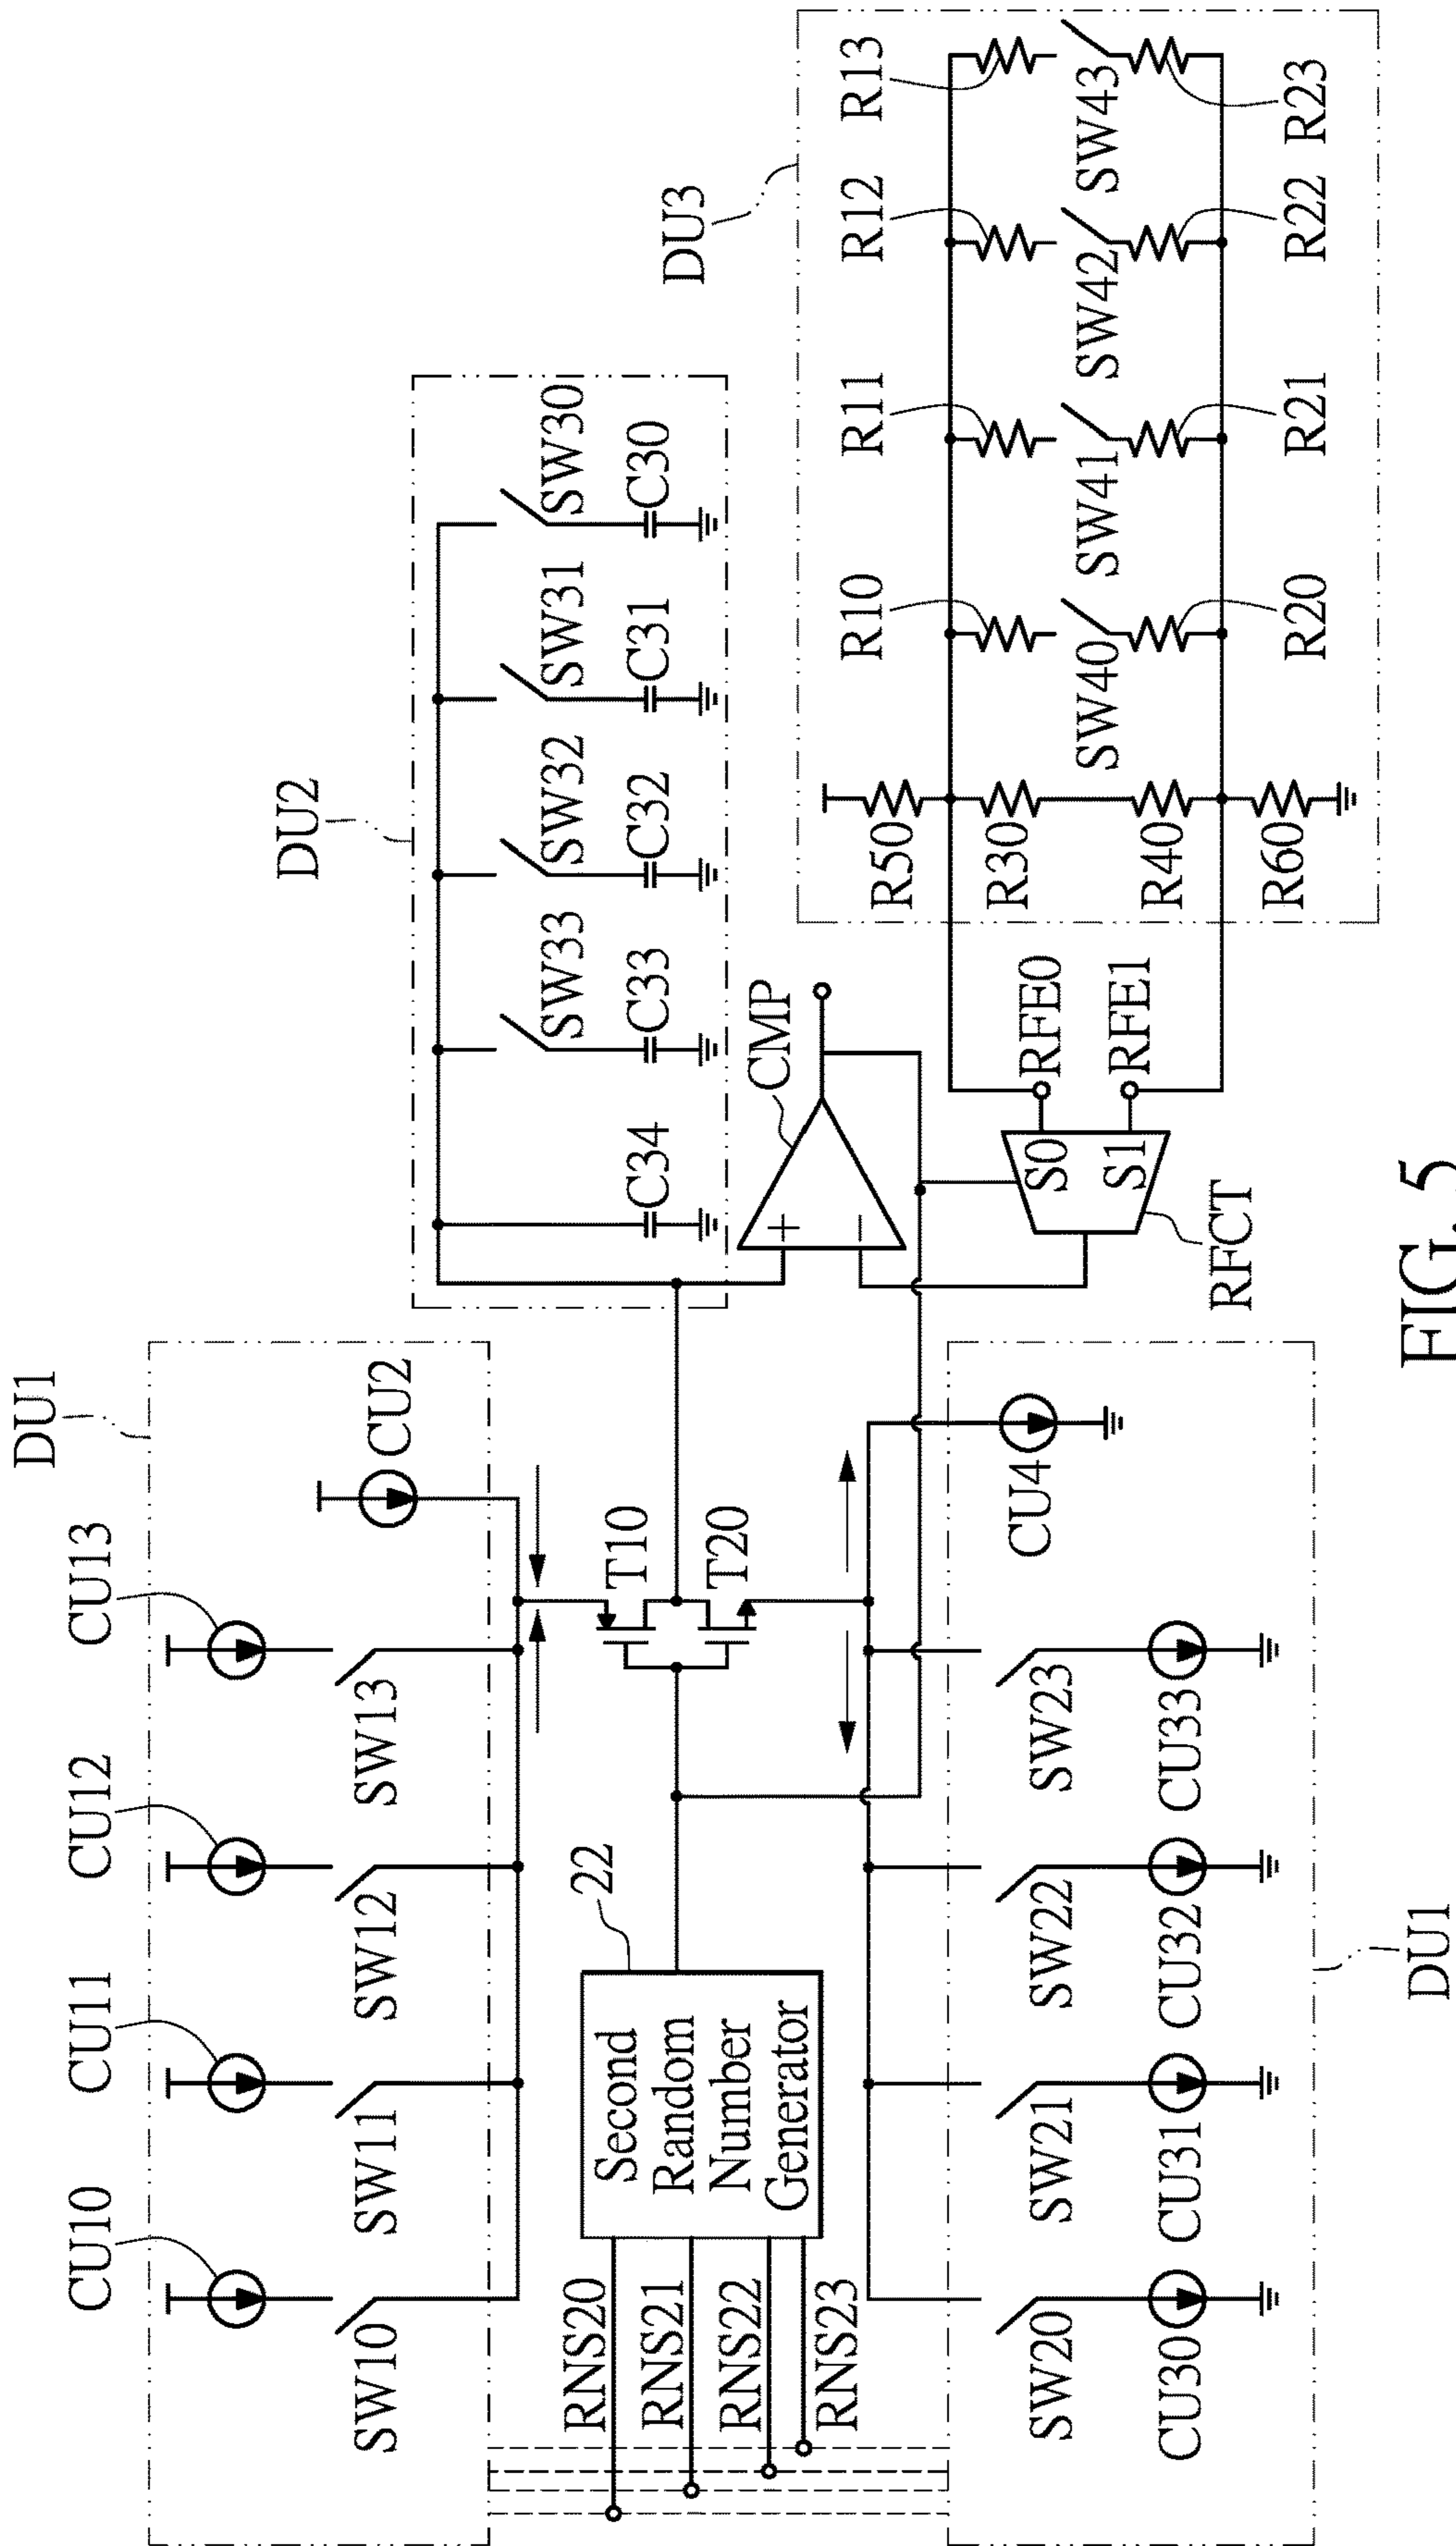 DU1
CU10
CU11
CU12
CU13
CU2
SW10
SW11
SW12
SW13
DU2
SW33
SW32
SW31
SW30
C34
C33
C32
C31
C30
22
Second
Random
Number
Generator
RNS20
RNS21
RNS22
RNS23
T10
T20
+
−
CMP
DU3
R10
R11
R12
R13
R50
R30
R40
R60
SW40
SW41
SW42
SW43
R20
R21
R22
R23
RFE0
RFE1
S0
S1
RFCT
SW20
SW21
SW22
SW23
CU30
CU31
CU32
CU33
CU4
DU1
FIG. 5